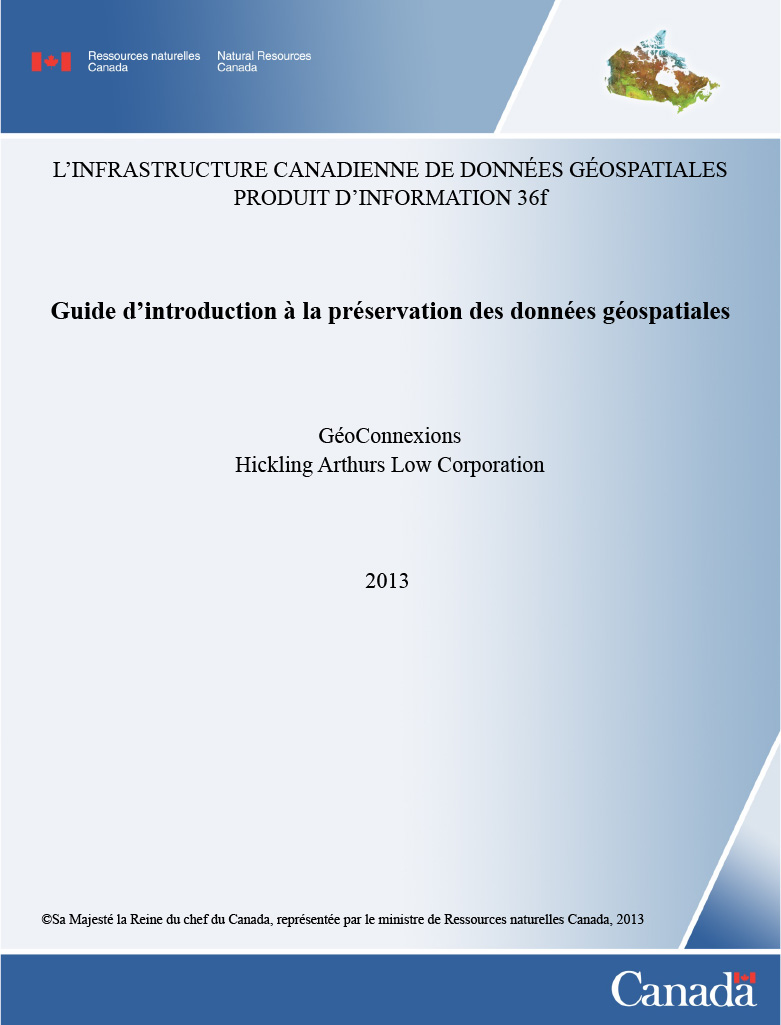 Ressources naturelles
Canada
Natural Resources
Canada
L’INFRASTRUCTURE CANADIENNE DE DONNÉES GÉOSPATIALES
PRODUIT D’INFORMATION 36f
Guide d’introduction à la préservation des données géospatiales
GéoConnexions
Hickling Arthurs Low Corporation
2013
©Sa Majesté la Reine du chef du Canada, représentée par le ministre de Ressources naturelles Canada, 2013
Canada